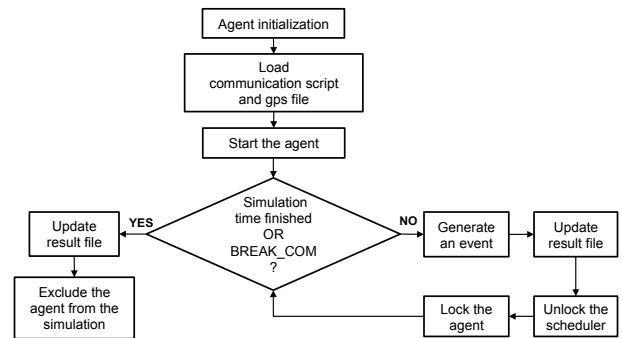 Agent initialization
Load
communication script
and gps file
Start the agent
Simulation
time finished
OR
BREAK_COM
?
YES
NO
Update
result file
Exclude the
agent from the
simulation
Generate
an event
Update
result file
Unlock the
scheduler
Lock the
agent